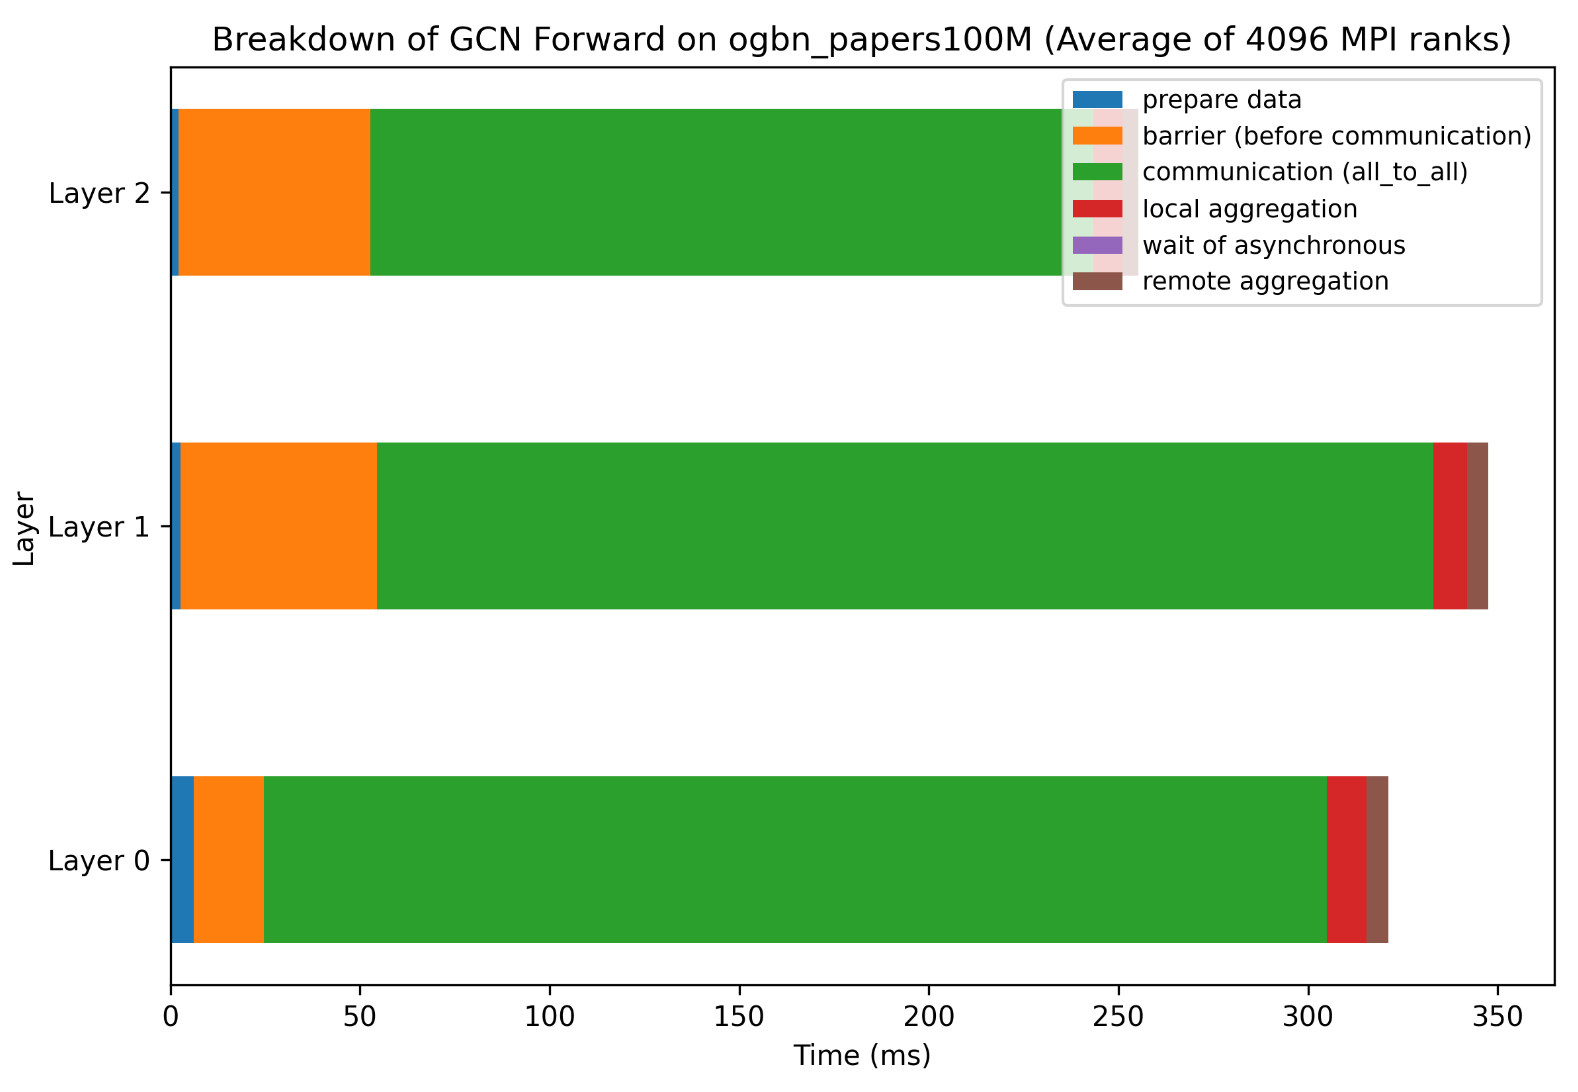 Breakdown of GCN Forward on ogbn_papers100M (Average of 4096 MPI ranks)
prepare data
barrier (before communication)
communication (all_to_all)
local aggregation
wait of asynchronous
remote aggregation
Layer 2
Layer 1
Layer 0
Layer
0 50 100 150 200 250 300 350
Time (ms)